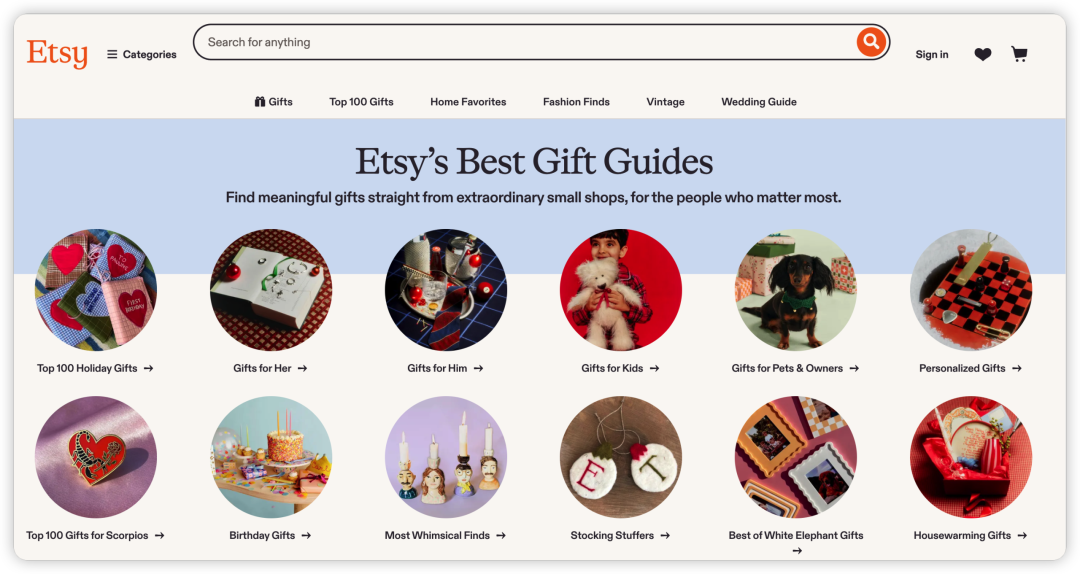 Etsy
Categories
Search for anything
Sign in
Gifts
Top 100 Gifts
Home Favorites
Fashion Finds
Vintage
Wedding Guide
Etsy's Best Gift Guides
Find meaningful gifts straight from extraordinary small shops, for the people who matter most.
FIRST
E T
Top 100 Holiday Gifts →
Gifts for Her →
Gifts for Him →
Gifts for Kids →
Gifts for Pets & Owners →
Personalized Gifts →
Top 100 Gifts for Scorpios →
Birthday Gifts →
Most Whimsical Finds →
Stocking Stuffers →
Best of White Elephant Gifts →
Housewarming Gifts →